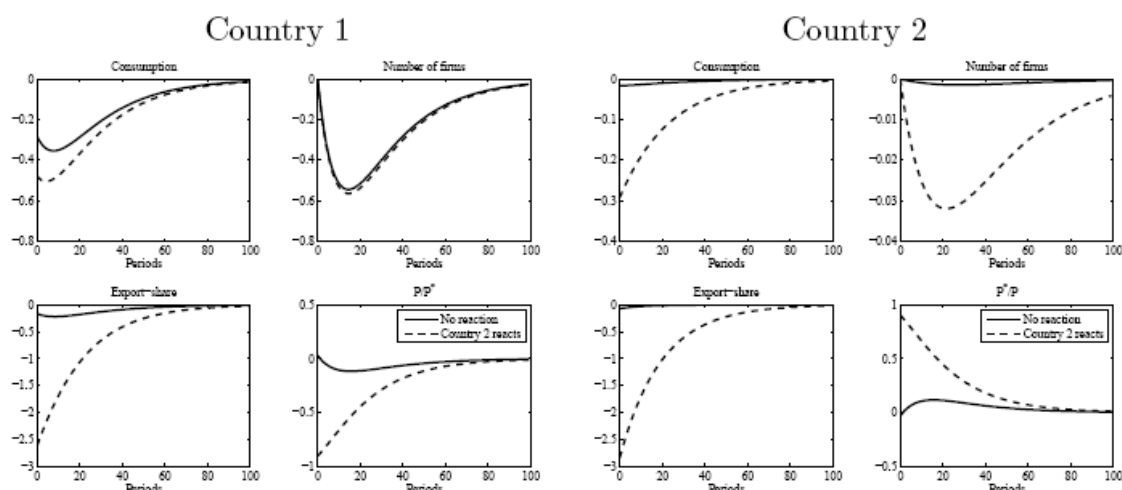 Country 1 Country 2
Consumption Number of firms Consumption Number of firms
0 0 0 0
−0.2 −0.2 −0.1 −0.01
−0.4 −0.4 −0.2 −0.02
−0.6 −0.6 −0.3 −0.03
−0.8 −0.8 −0.4 −0.04
0 20 40 60 80 100 0 20 40 60 80 100 0 20 40 60 80 100 0 20 40 60 80 100
Periods Periods Periods Periods
Export−share P/P* Export−share P*/P
0 0.5 0 1
−0.5 −0.5
No reaction No reaction
Country 2 reacts Country 2 reacts
−1 −1 0.5
−1.5 0 −1.5
−2 −0.5 −2 0
−2.5 −2.5
−3 −1 −3 −0.5
0 20 40 60 80 100 0 20 40 60 80 100 0 20 40 60 80 100 0 20 40 60 80 100
Periods Periods Periods Periods